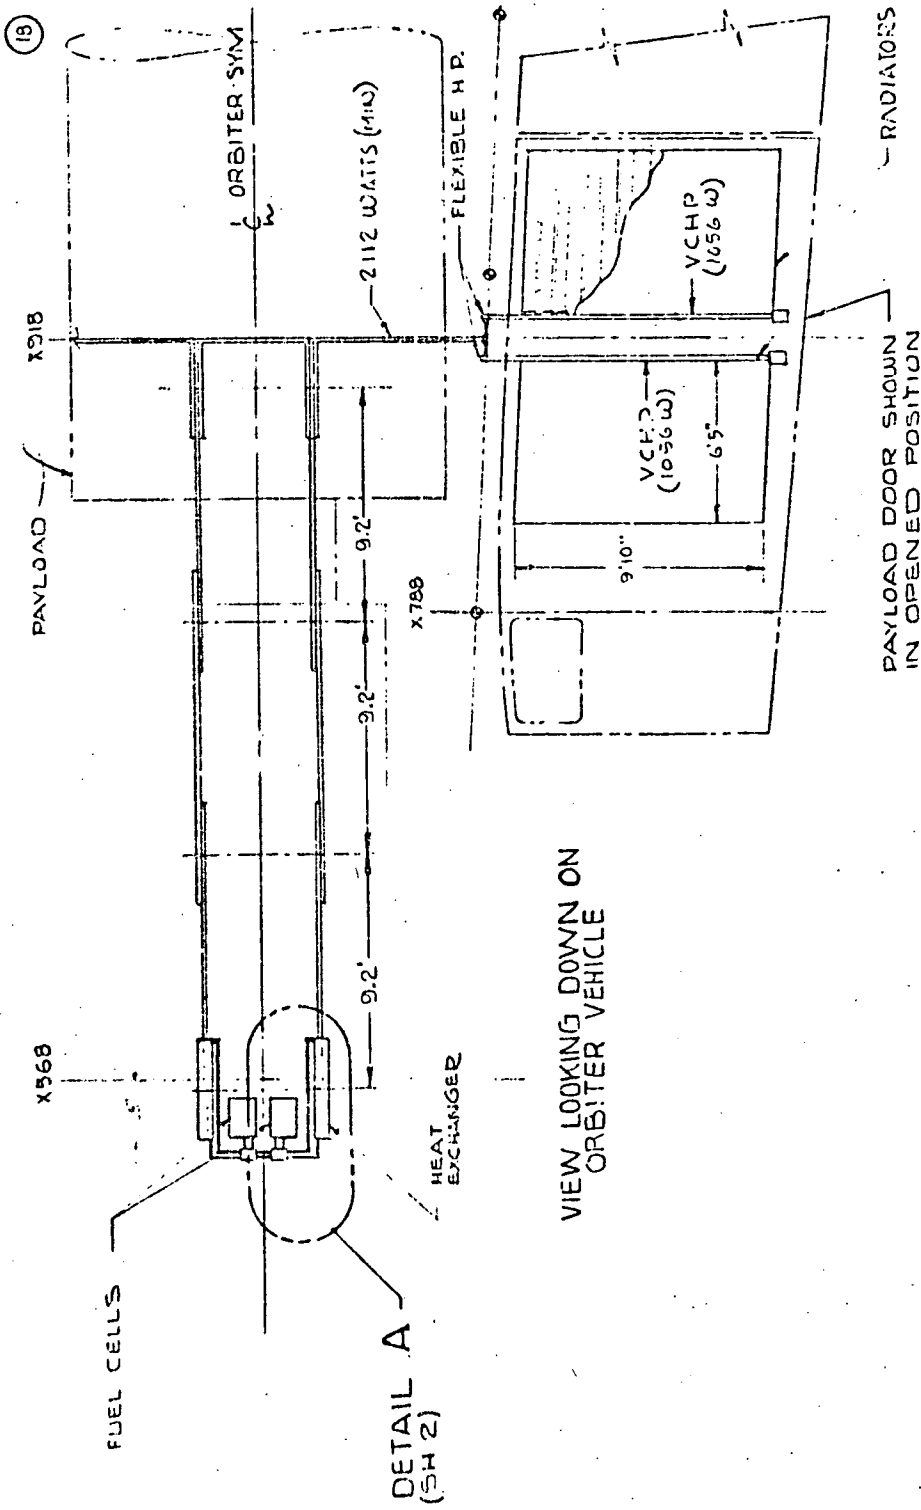 18
PAYLOAD
X918
ORBITER SYM
2112 WATTS (MIN)
FLEXIBLE H.P.
X568
9.2'
9.2'
9.2'
FUEL CELLS
HEAT
EXCHANGER
DETAIL A
(SH 2)
X788
VCHP
(1056 W)
VCHP
(1056 W)
6'5"
9'10"
RADIATORS
PAYLOAD DOOR SHOWN
IN OPENED POSITION
VIEW LOOKING DOWN ON
ORBITER VEHICLE